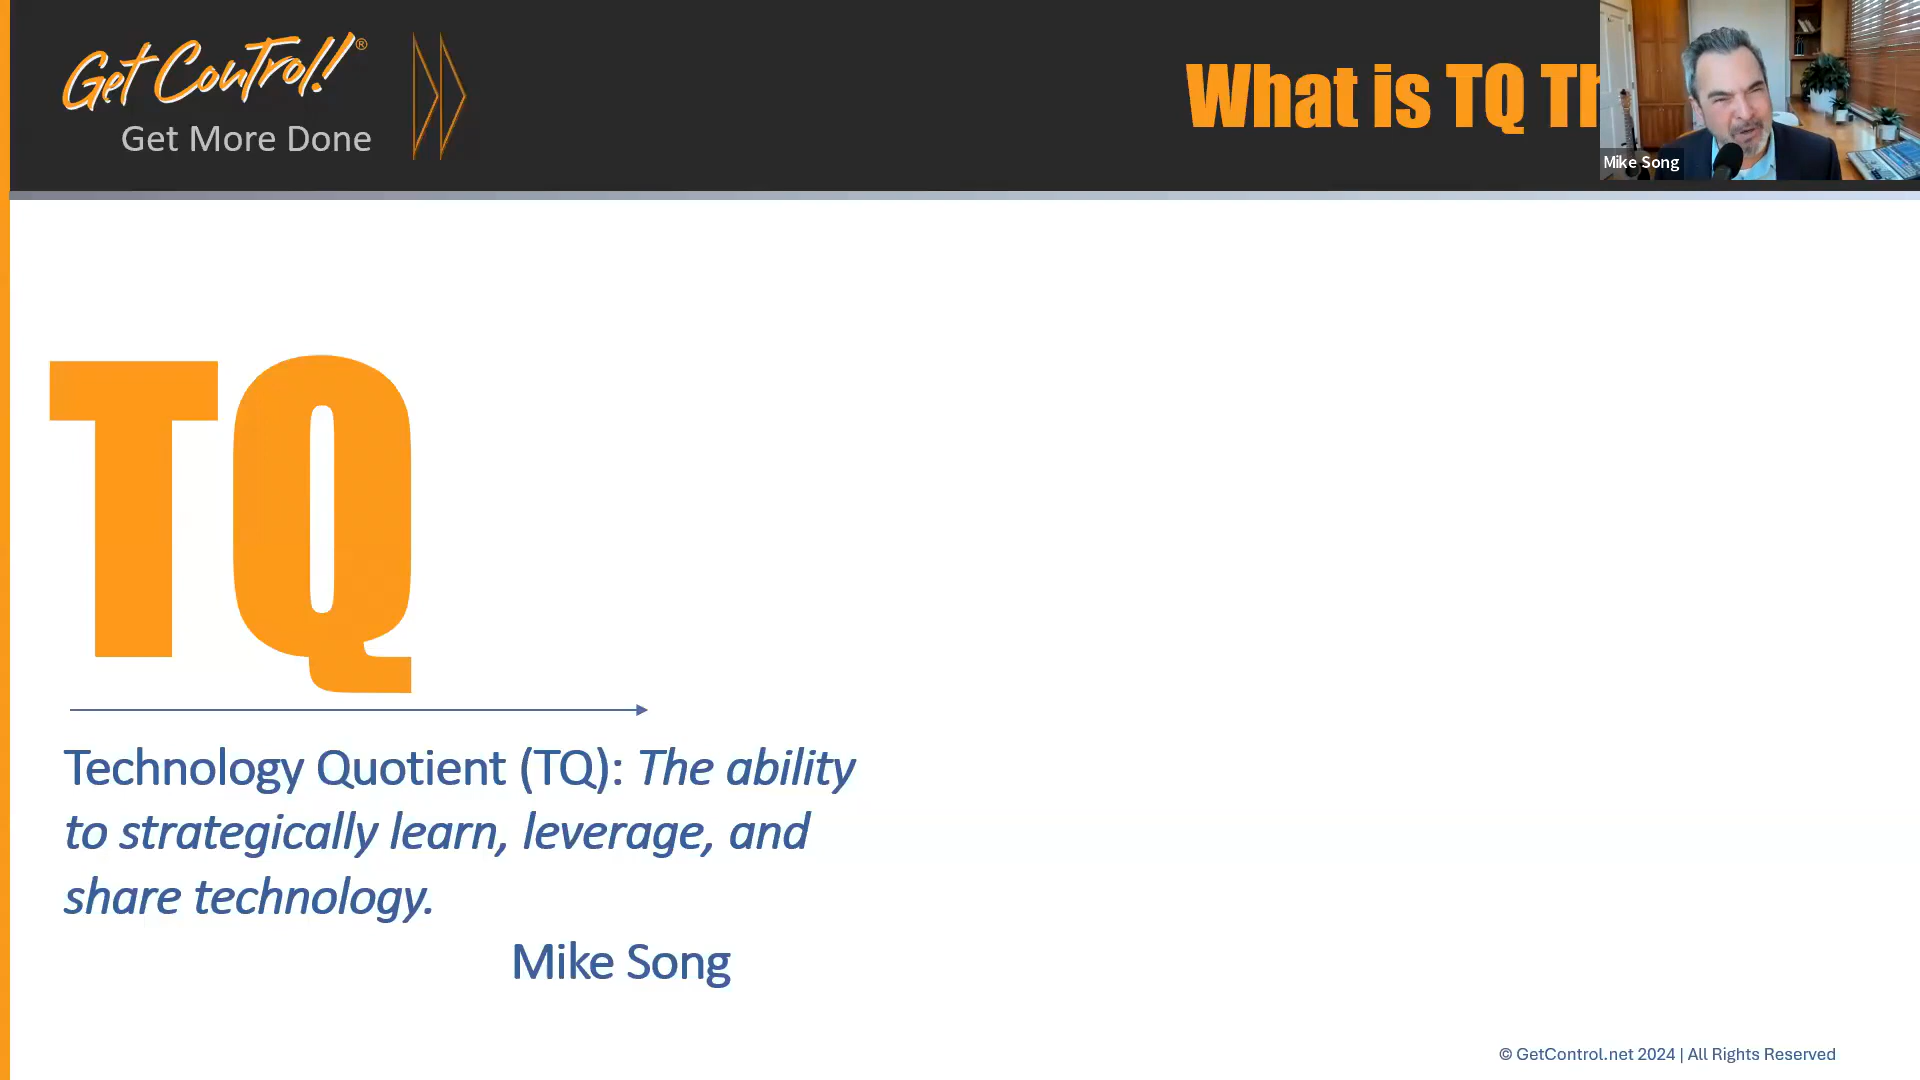 Get Control!®
Get More Done
What is TQ
Mike Song
TQ
Technology Quotient (TQ): The ability
to strategically learn, leverage, and
share technology.
Mike Song
© GetControl.net 2024 | All Rights Reserved